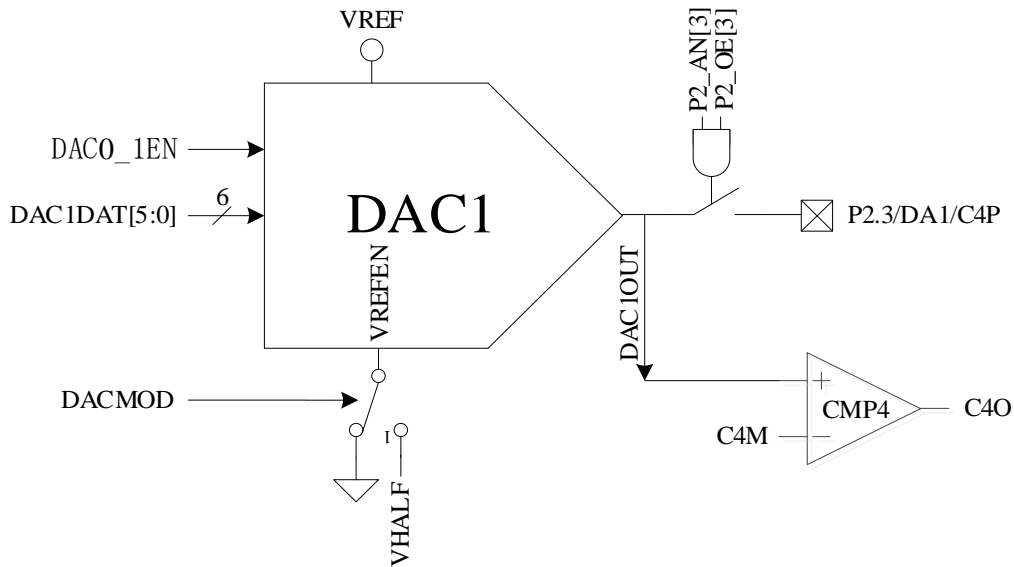 VREF
P2_AN[3]
P2_OE[3]
DAC0_1EN
6
DAC1DAT[5:0]
DAC1
P2.3/DA1/C4P
VREFEN
DAC1OUT
DACMOD
+
CMP4
C4O
C4M
−
1
VHALF